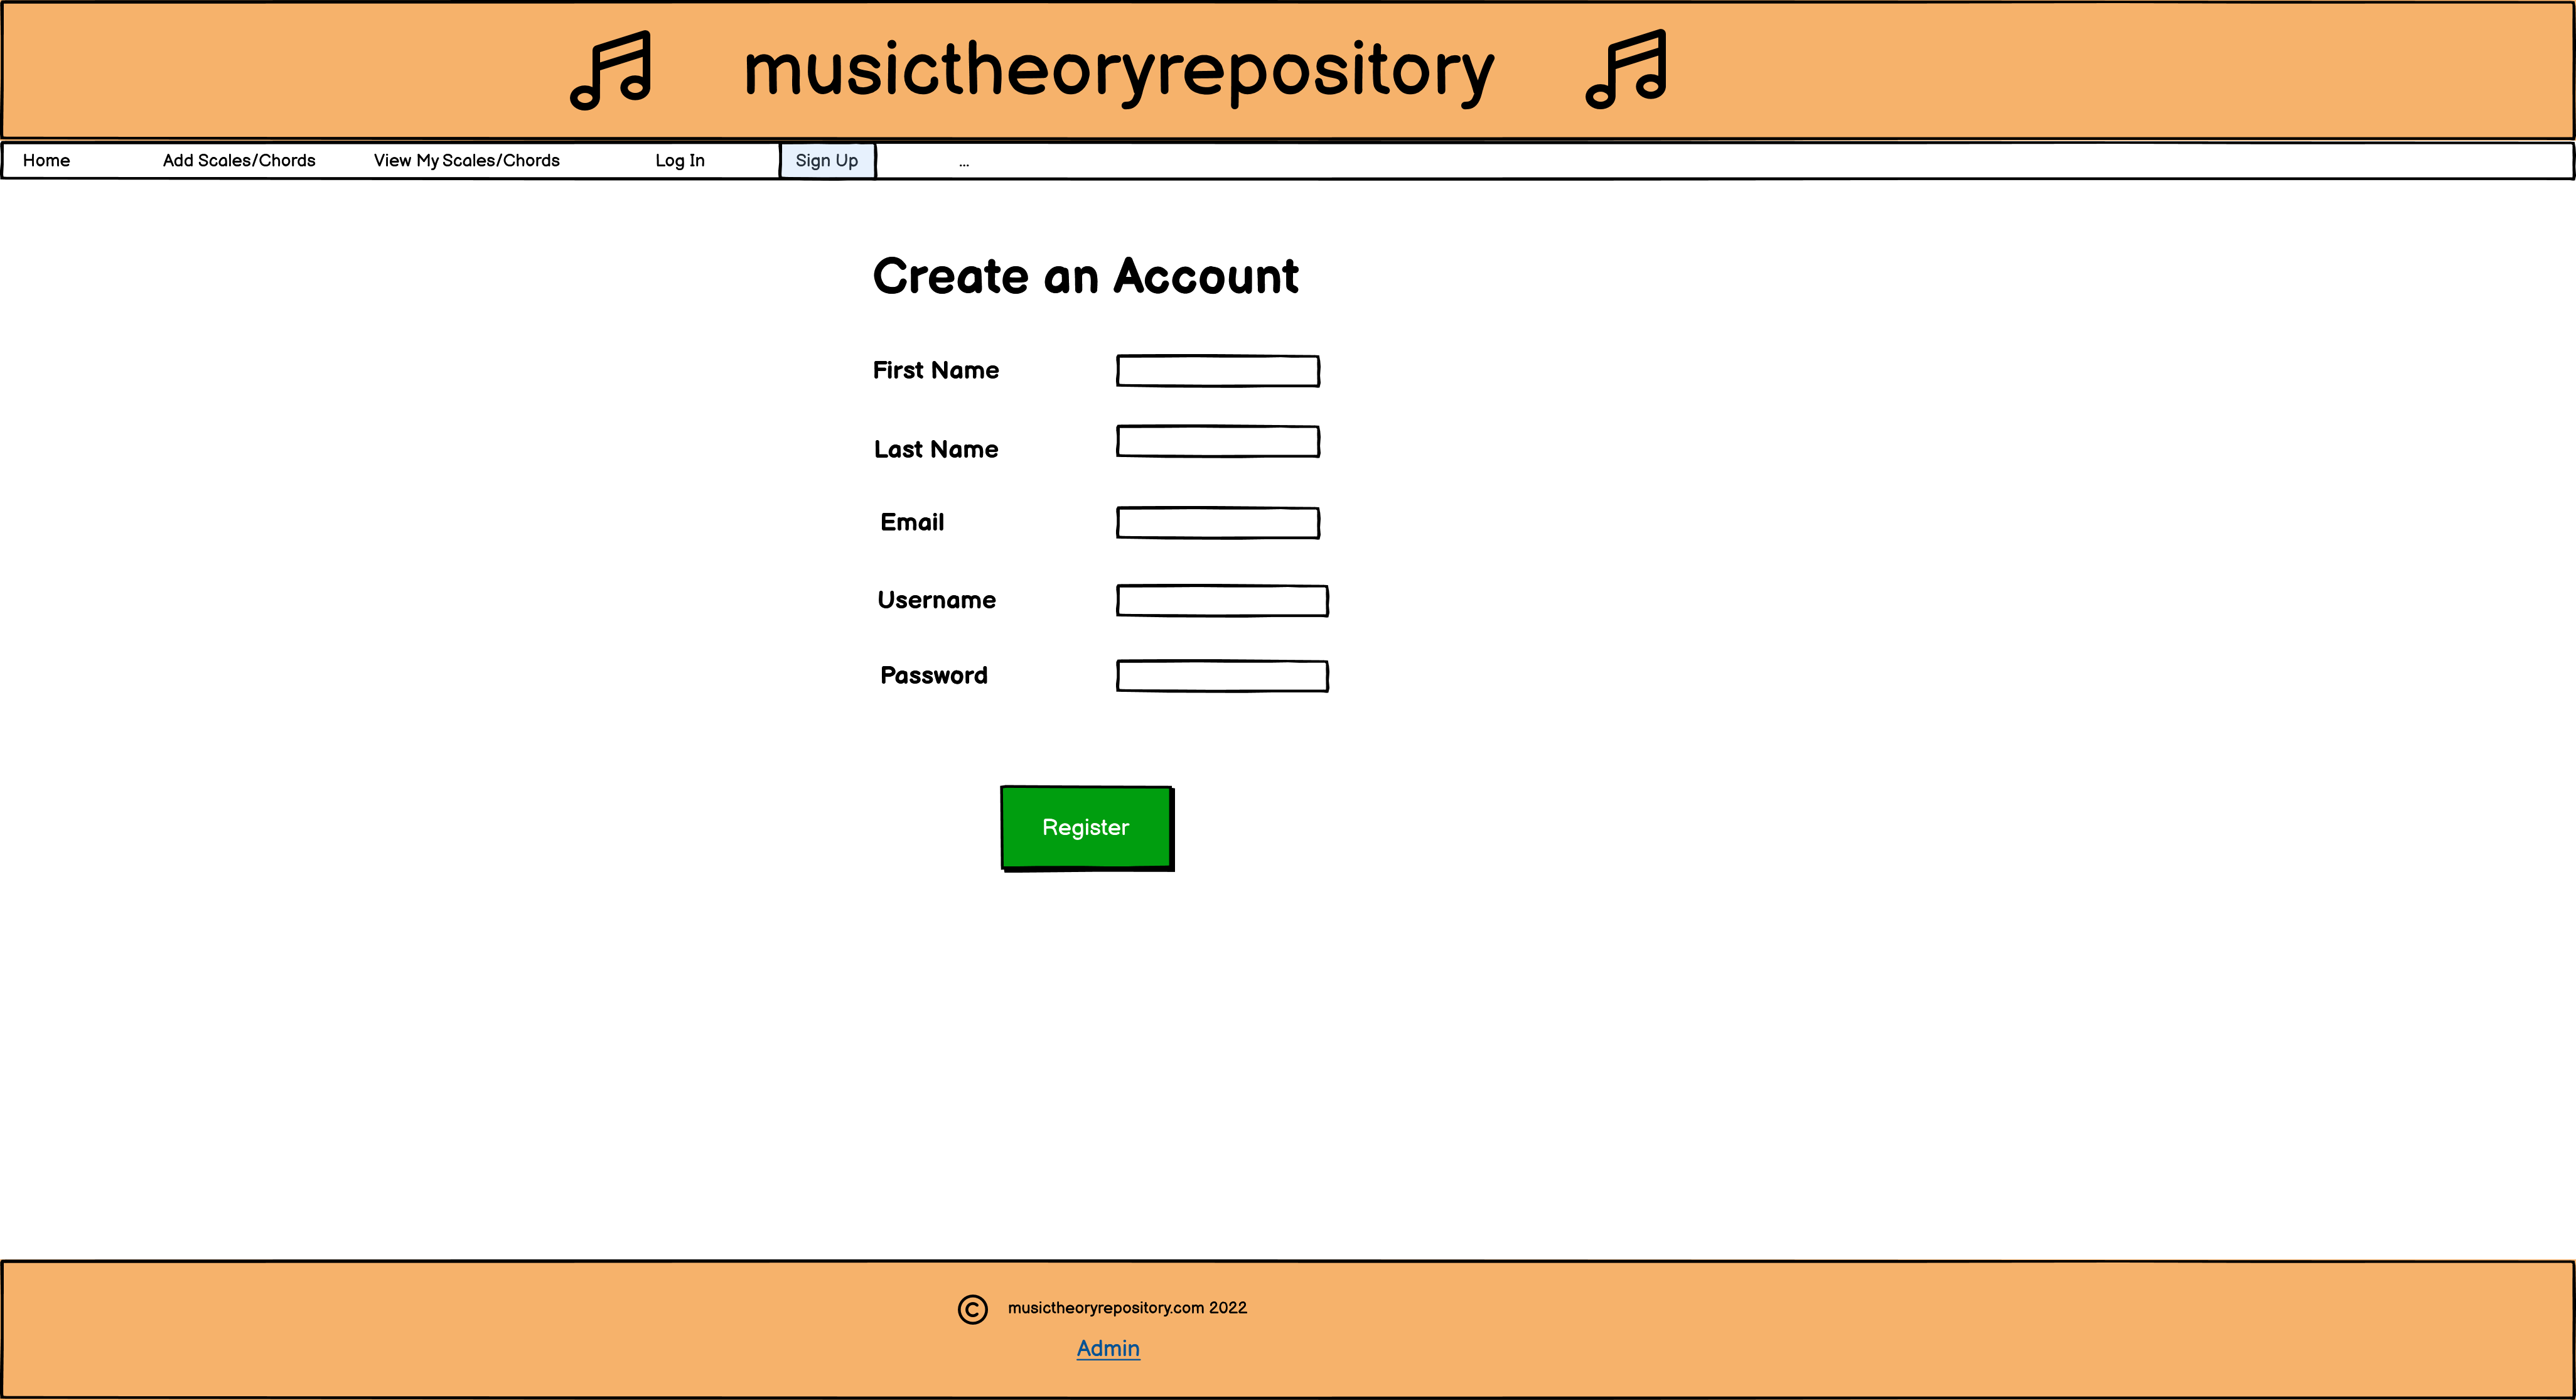 musictheoryrepository
Home Add Scales/Chords View My Scales/Chords Log In Sign Up ...
Create an Account
First Name
Last Name
Email
Username
Password
Register
© musictheoryrepository.com 2022
Admin